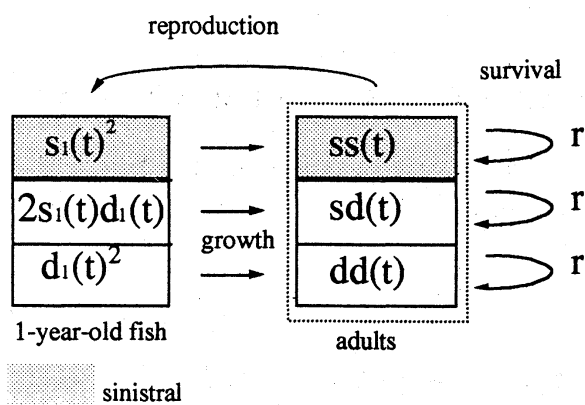 reproduction
survival
s₁(t)² ss(t) r
2s₁(t)d₁(t) sd(t) r
growth
d₁(t)² dd(t) r
1-year-old fish adults
sinistral